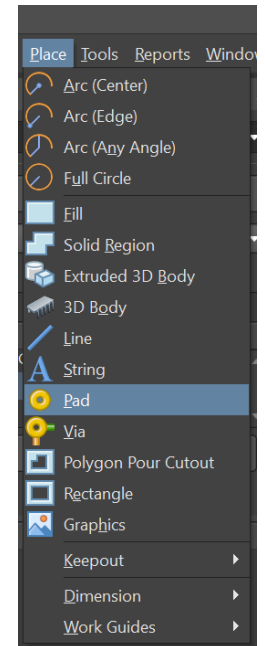 Place Tools Reports Window
Arc (Center)
Arc (Edge)
Arc (Any Angle)
Full Circle
Fill
Solid Region
Extruded 3D Body
3D Body
Line
String
Pad
Via
Polygon Pour Cutout
Rectangle
Graphics
Keepout
Dimension
Work Guides